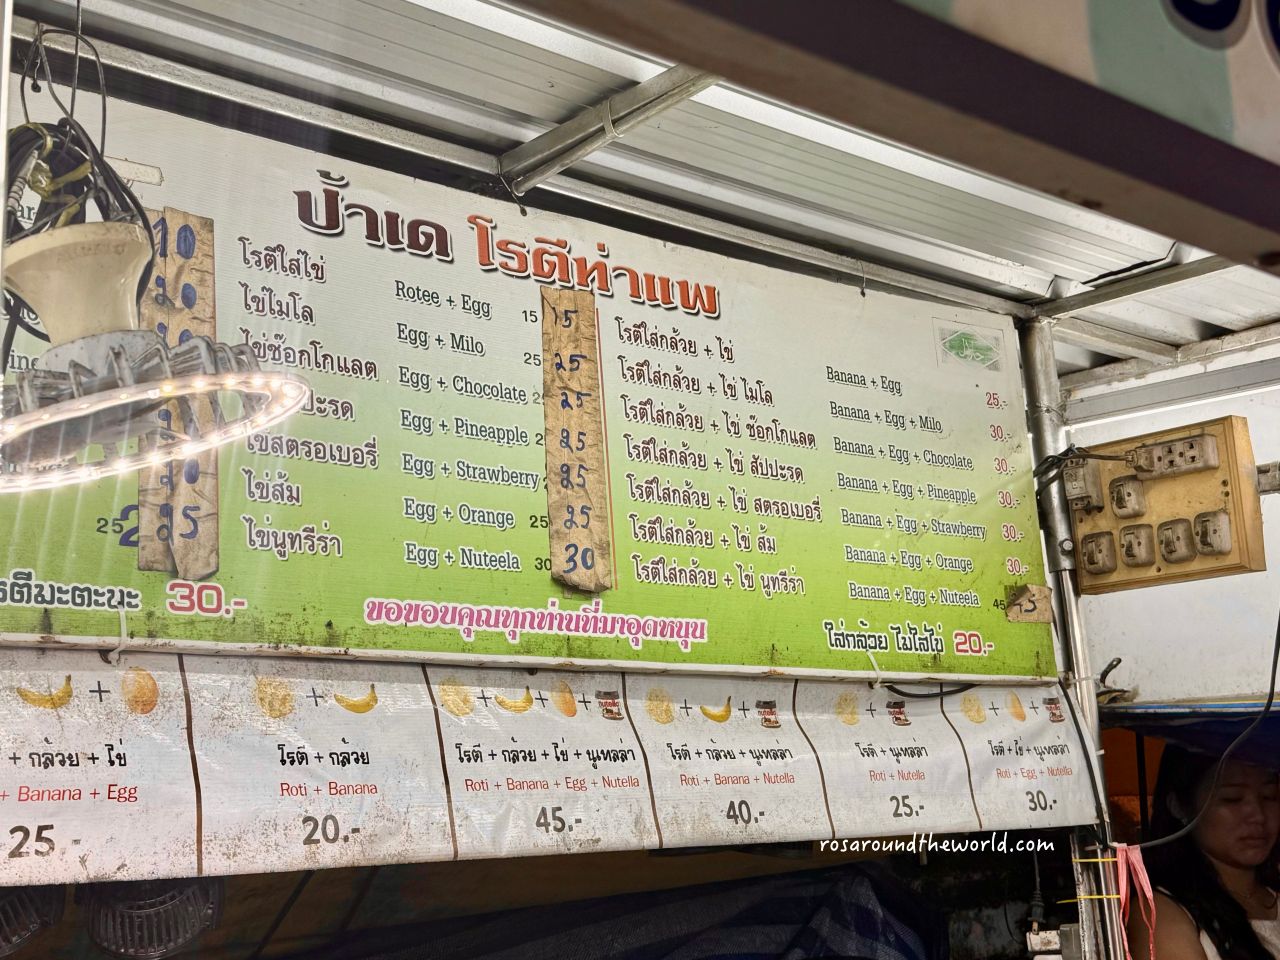 ป้าเด โรตีท่าแพ
10
20
25
25
โรตีใส่ไข่ Rotee + Egg 15 15
ไข่ไมโล Egg + Milo 25 25
ไข่ช๊อกโกแลต Egg + Chocolate 25
Egg + Pineapple 25
ไข่สตรอเบอรี่ Egg + Strawberry 25
ไข่ส้ม Egg + Orange 25 25
ไข่นูทรีร่า Egg + Nuteela 30 30
โรตีใส่กล้วย + ไข่ Banana + Egg 25.-
โรตีใส่กล้วย + ไข่ ไมโล Banana + Egg + Milo 30.-
โรตีใส่กล้วย + ไข่ ช๊อกโกแลต Banana + Egg + Chocolate 30.-
โรตีใส่กล้วย + ไข่ สัปปะรด Banana + Egg + Pineapple 30.-
โรตีใส่กล้วย + ไข่ สตรอเบอรี่ Banana + Egg + Strawberry 30.-
โรตีใส่กล้วย + ไข่ ส้ม Banana + Egg + Orange 30.-
โรตีใส่กล้วย + ไข่ นูทรีร่า Banana + Egg + Nuteela 45
มะตะบะ 30.-
ขอขอบคุณทุกท่านที่มาอุดหนุน
ใส่กล้วย ไม่ใส่ไข่ 20.-
+ กล้วย + ไข่
+ Banana + Egg
25.-
โรตี + กล้วย
Roti + Banana
20.-
โรตี + กล้วย + ไข่ + นูเทลล่า
Roti + Banana + Egg + Nutella
45.-
โรตี + กล้วย + นูเทลล่า
Roti + Banana + Nutella
40.-
โรตี + นูเทลล่า
Roti + Nutella
25.-
โรตี + ไข่ + นูเทลล่า
Roti + Egg + Nutella
30.-
rosaroundtheworld.com